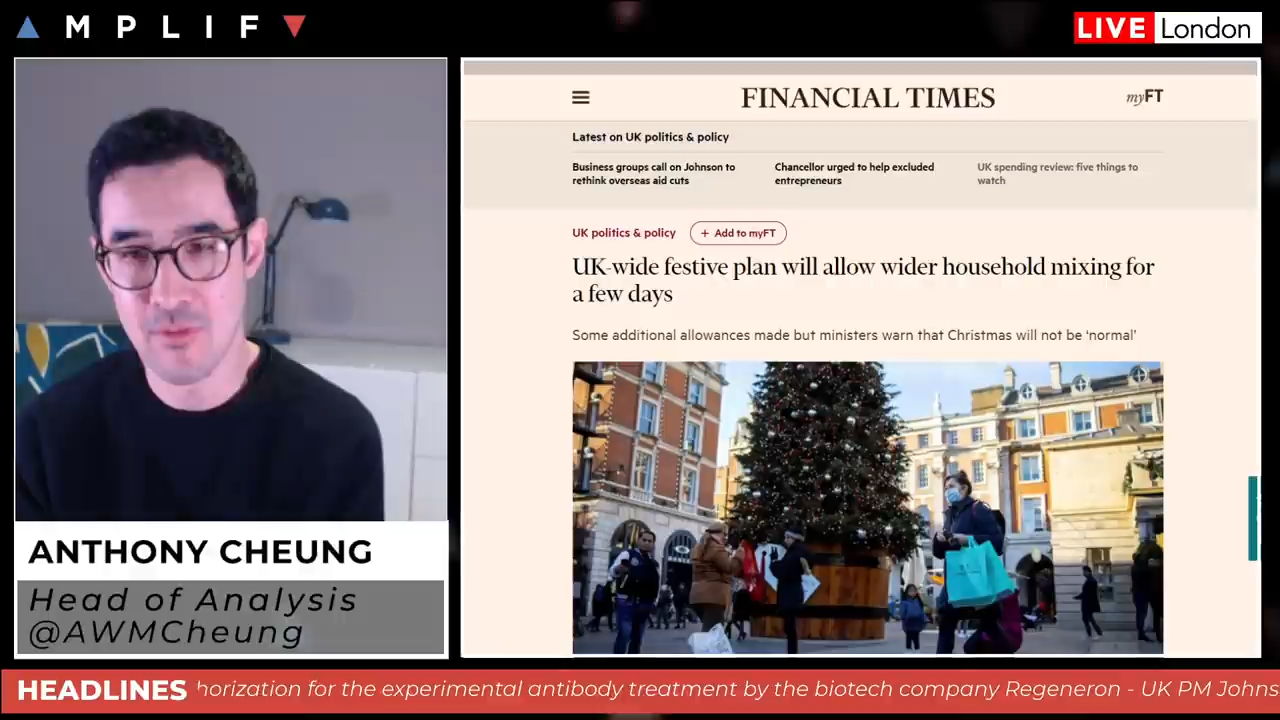 AMPLIFY
LIVE London
FINANCIAL TIMES
myFT
Latest on UK politics & policy
Business groups call on Johnson to
rethink overseas aid cuts
Chancellor urged to help excluded
entrepreneurs
UK spending review: five things to
watch
UK politics & policy
+ Add to myFT
UK-wide festive plan will allow wider household mixing for
a few days
Some additional allowances made but ministers warn that Christmas will not be ‘normal’
ANTHONY CHEUNG
Head of Analysis
@AWMCheung
HEADLINES horization for the experimental antibody treatment by the biotech company Regeneron - UK PM Johns